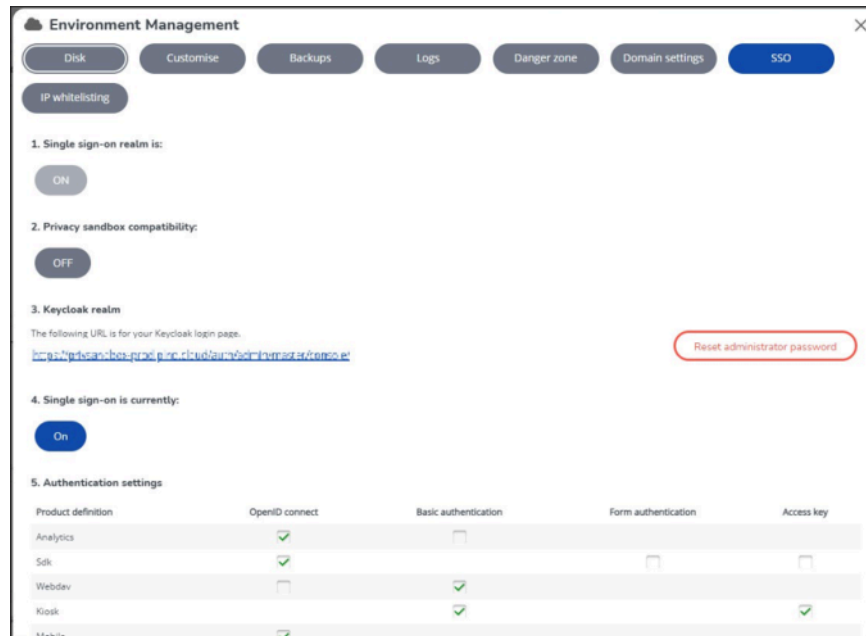 Environment Management
Disk Customise Backups Logs Danger zone Domain settings SSO
IP whitelisting
1. Single sign-on realm is:
ON
2. Privacy sandbox compatibility:
OFF
3. Keycloak realm
The following URL is for your Keycloak login page.
Reset administrator password
4. Single sign-on is currently:
On
5. Authentication settings
Product definition OpenID connect Basic authentication Form authentication Access key
Analytics
Sdk
Webdav
Kiosk
Mobile